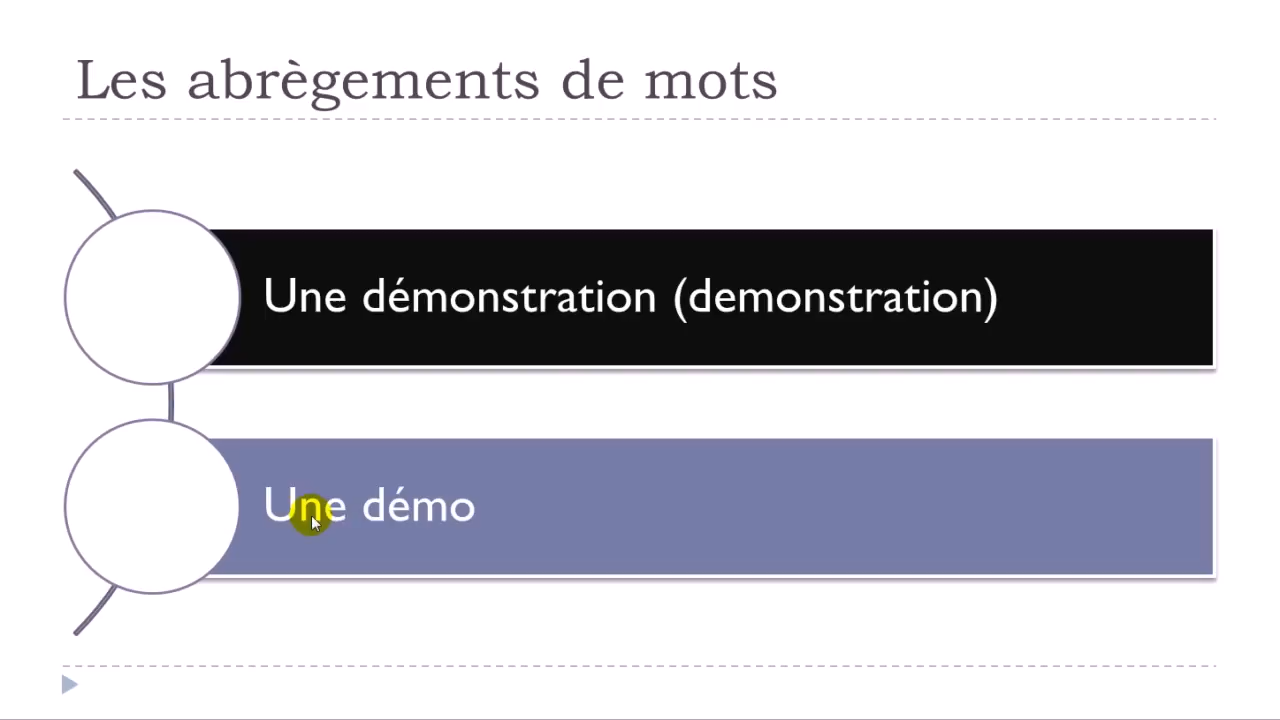 Les abrègements de mots
Une démonstration (demonstration)
Une démo